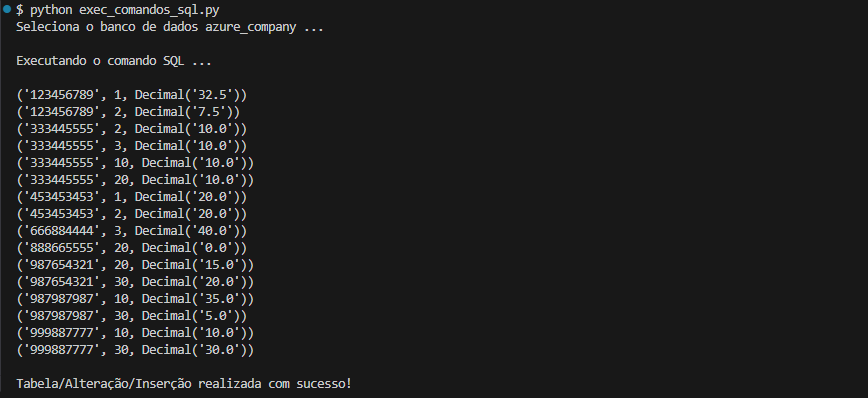 $ python exec_comandos_sql.py
Seleciona o banco de dados azure_company ...
Executando o comando SQL ...
('123456789', 1, Decimal('32.5'))
('123456789', 2, Decimal('7.5'))
('333445555', 2, Decimal('10.0'))
('333445555', 3, Decimal('10.0'))
('333445555', 10, Decimal('10.0'))
('333445555', 20, Decimal('10.0'))
('453453453', 1, Decimal('20.0'))
('453453453', 2, Decimal('20.0'))
('666884444', 3, Decimal('40.0'))
('888665555', 20, Decimal('0.0'))
('987654321', 20, Decimal('15.0'))
('987654321', 30, Decimal('20.0'))
('987987987', 10, Decimal('35.0'))
('987987987', 30, Decimal('5.0'))
('999887777', 10, Decimal('10.0'))
('999887777', 30, Decimal('30.0'))
Tabela/Alteração/Inserção realizada com sucesso!